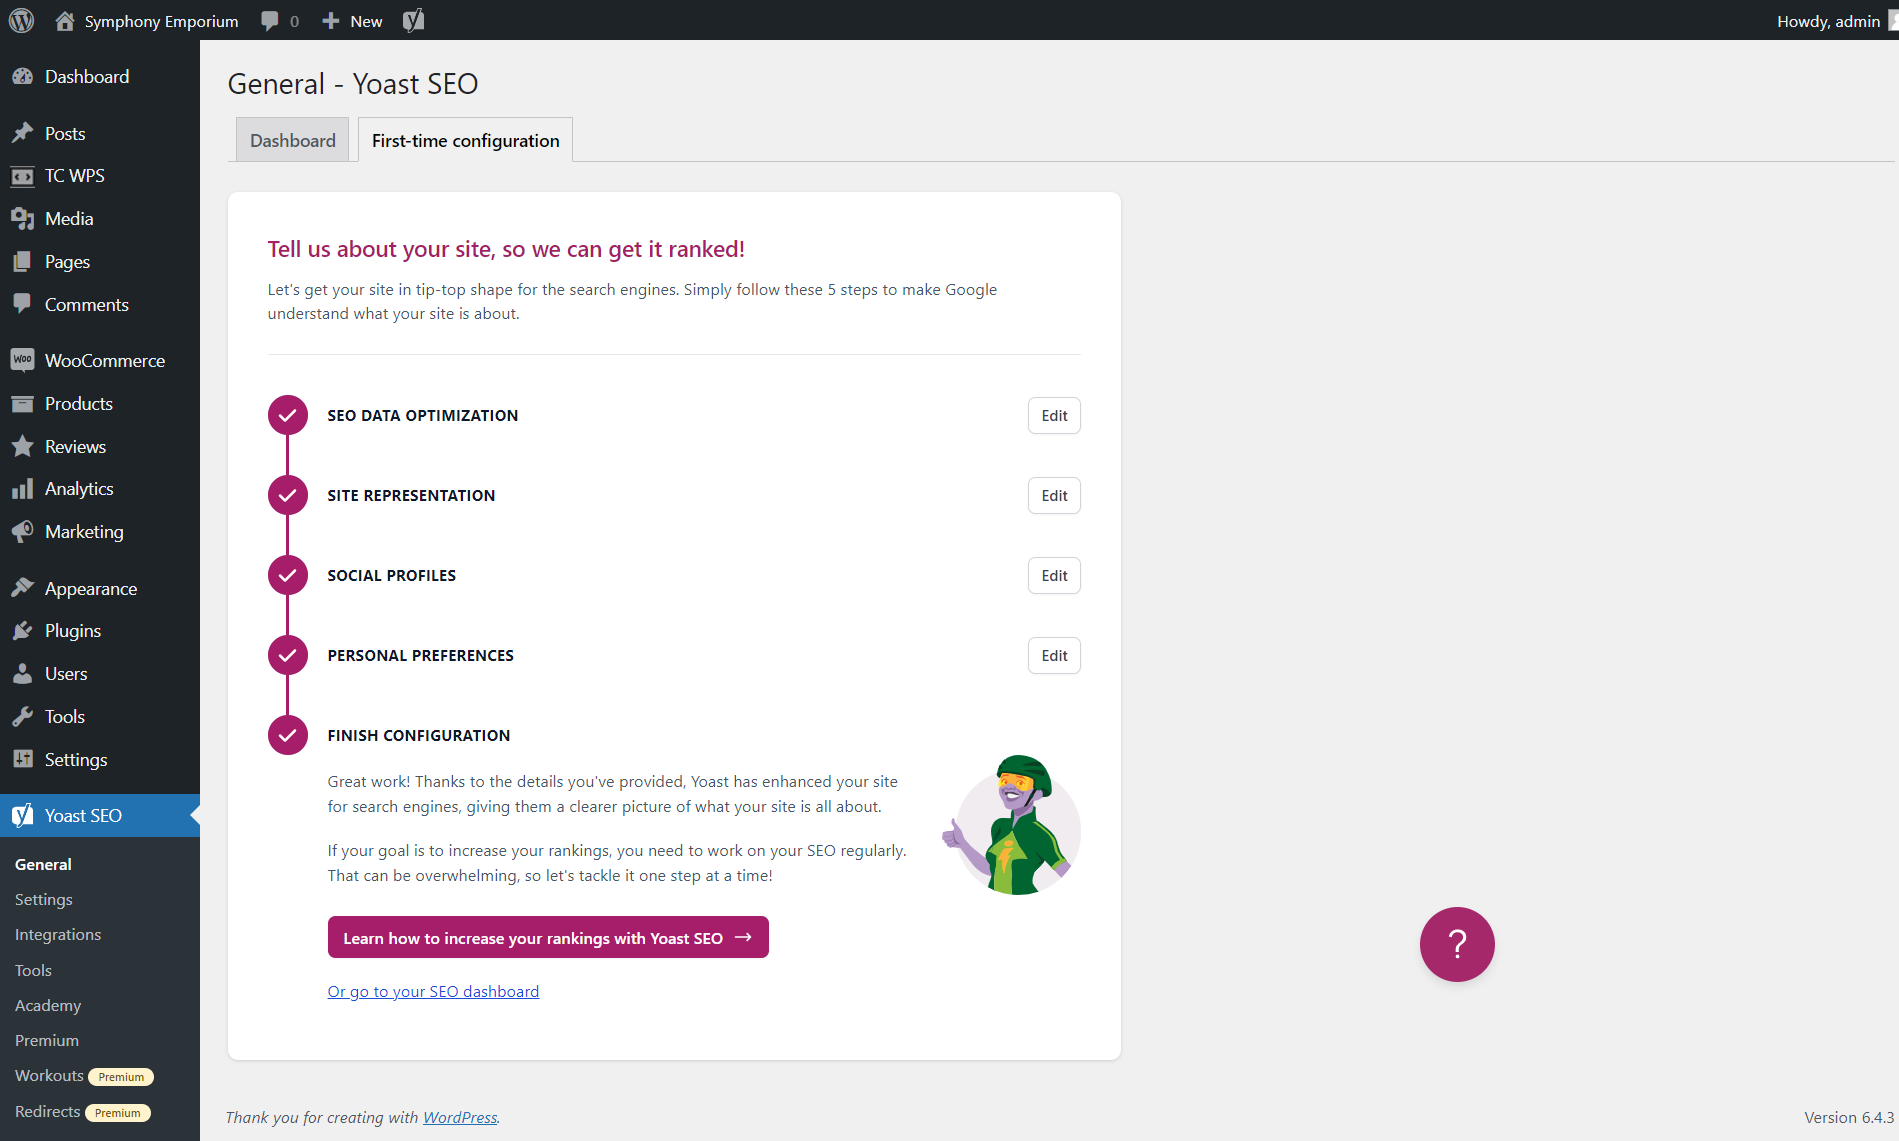 Symphony Emporium
0
New
Howdy, admin
Dashboard
Posts
TC WPS
Media
Pages
Comments
WooCommerce
Products
Reviews
Analytics
Marketing
Appearance
Plugins
Users
Tools
Settings
Yoast SEO
General
Settings
Integrations
Tools
Academy
Premium
Workouts Premium
Redirects Premium
General - Yoast SEO
Dashboard
First-time configuration
Tell us about your site, so we can get it ranked!
Let's get your site in tip-top shape for the search engines. Simply follow these 5 steps to make Google
understand what your site is about.
SEO DATA OPTIMIZATION
Edit
SITE REPRESENTATION
Edit
SOCIAL PROFILES
Edit
PERSONAL PREFERENCES
Edit
FINISH CONFIGURATION
Great work! Thanks to the details you've provided, Yoast has enhanced your site
for search engines, giving them a clearer picture of what your site is all about.
If your goal is to increase your rankings, you need to work on your SEO regularly.
That can be overwhelming, so let's tackle it one step at a time!
Learn how to increase your rankings with Yoast SEO →
Or go to your SEO dashboard
?
Thank you for creating with WordPress.
Version 6.4.3